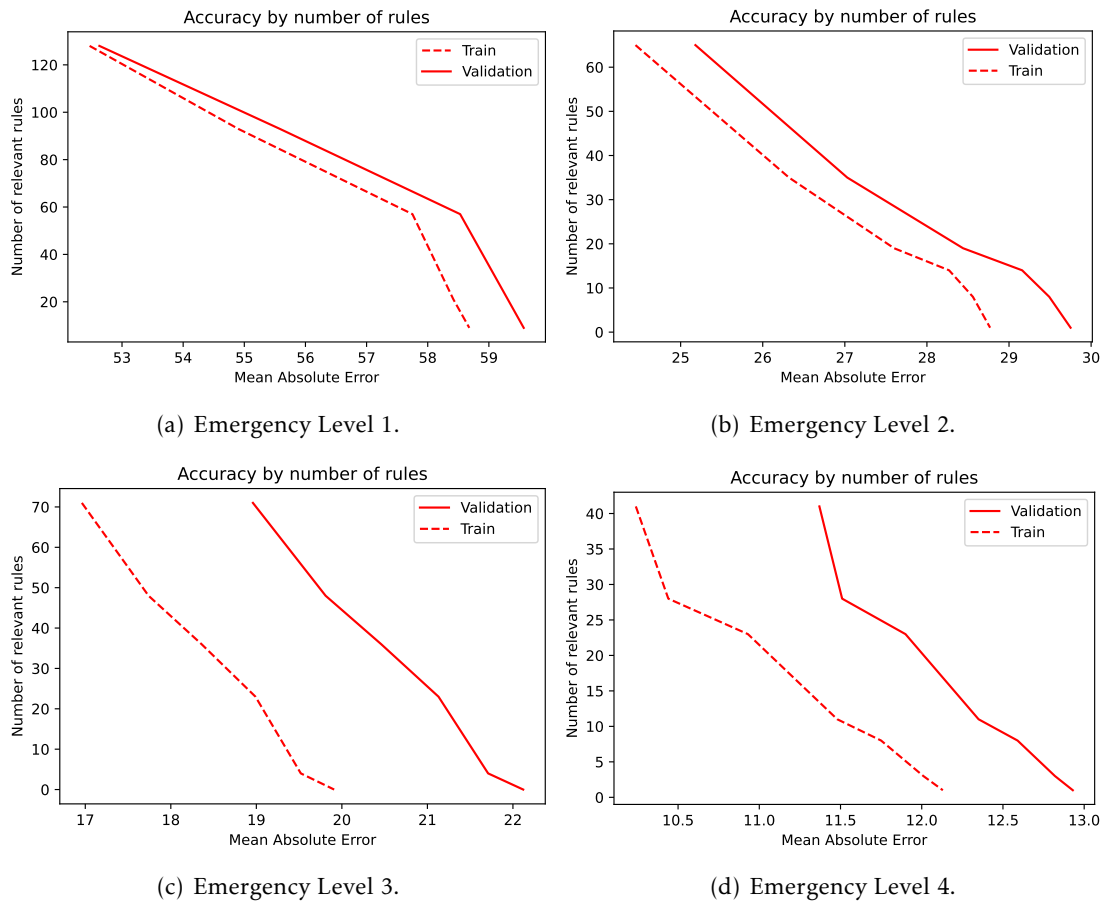 Accuracy by number of rules
Number of relevant rules
120
100
80
60
40
20
Train
Validation
53 54 55 56 57 58 59
Mean Absolute Error
(a) Emergency Level 1.
Accuracy by number of rules
Number of relevant rules
60
50
40
30
20
10
0
Validation
Train
25 26 27 28 29 30
Mean Absolute Error
(b) Emergency Level 2.
Accuracy by number of rules
Number of relevant rules
70
60
50
40
30
20
10
0
Validation
Train
17 18 19 20 21 22
Mean Absolute Error
(c) Emergency Level 3.
Accuracy by number of rules
Number of relevant rules
40
35
30
25
20
15
10
5
0
Validation
Train
10.5 11.0 11.5 12.0 12.5 13.0
Mean Absolute Error
(d) Emergency Level 4.